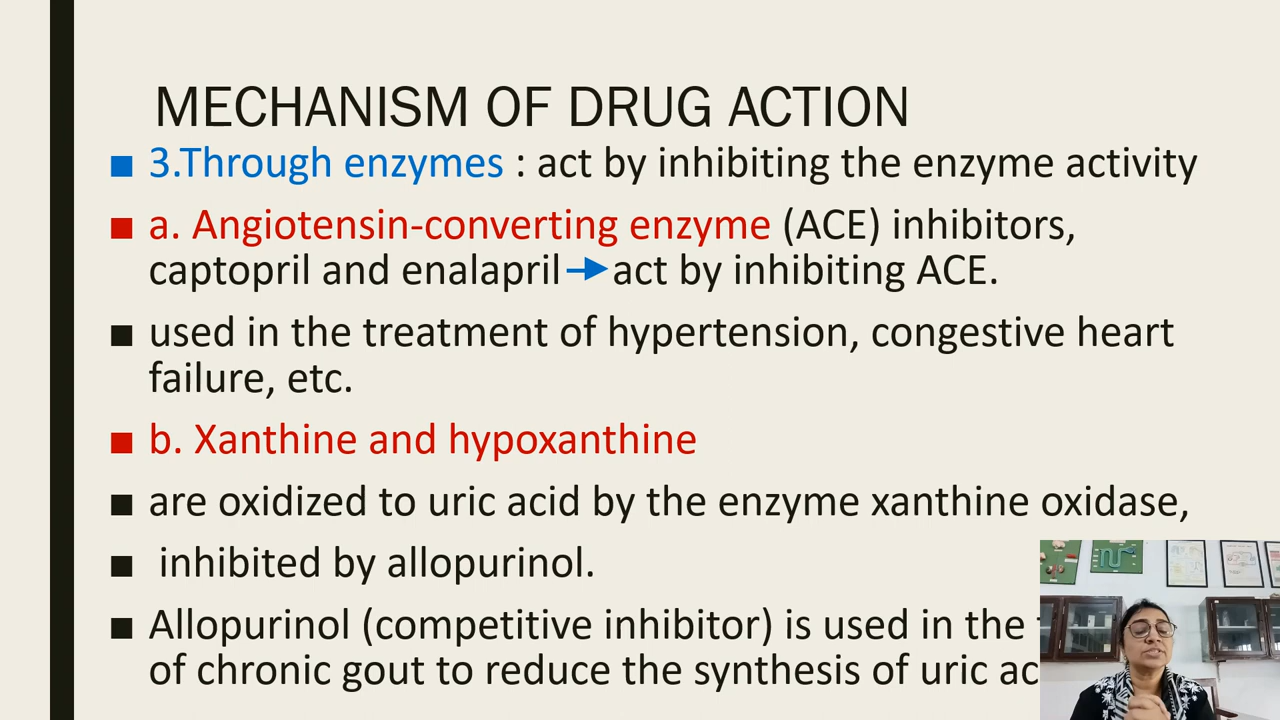 MECHANISM OF DRUG ACTION
3.Through enzymes : act by inhibiting the enzyme activity
a. Angiotensin-converting enzyme (ACE) inhibitors,
captopril and enalapril act by inhibiting ACE.
used in the treatment of hypertension, congestive heart
failure, etc.
b. Xanthine and hypoxanthine
are oxidized to uric acid by the enzyme xanthine oxidase,
inhibited by allopurinol.
Allopurinol (competitive inhibitor) is used in the
of chronic gout to reduce the synthesis of uric